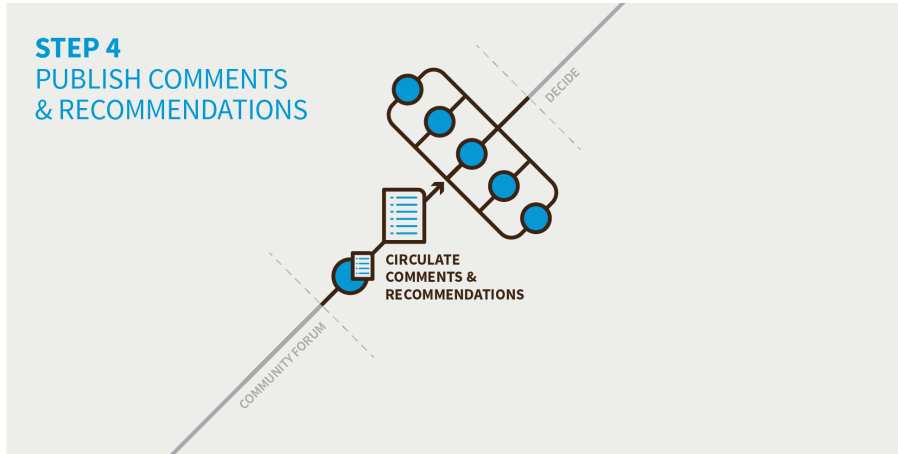 STEP 4
PUBLISH COMMENTS
& RECOMMENDATIONS
DECIDE
CIRCULATE
COMMENTS &
RECOMMENDATIONS
COMMUNITY FORUM